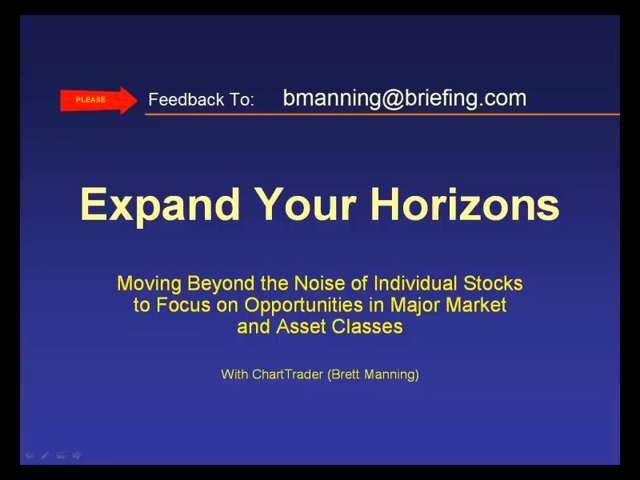 PLEASE
Feedback To: bmanning@briefing.com
Expand Your Horizons
Moving Beyond the Noise of Individual Stocks
to Focus on Opportunities in Major Market
and Asset Classes
With ChartTrader (Brett Manning)